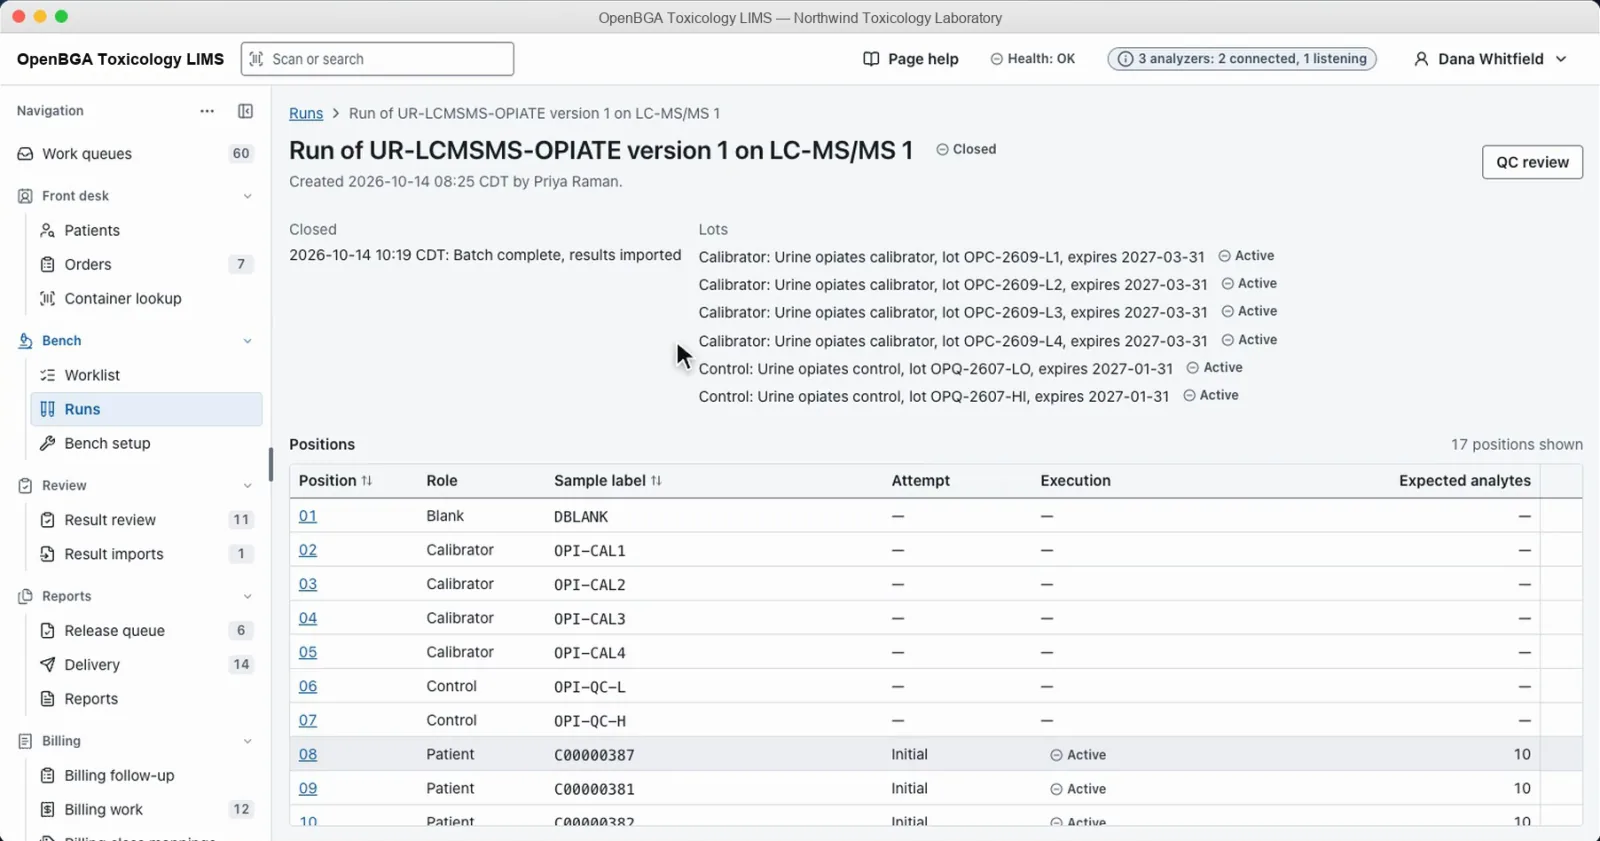 OpenBGA Toxicology LIMS — Northwind Toxicology Laboratory
OpenBGA Toxicology LIMS
Scan or search
Page help
Health: OK
3 analyzers: 2 connected, 1 listening
Dana Whitfield
Navigation
Work queues 60
Front desk
Patients
Orders 7
Container lookup
Bench
Worklist
Runs
Bench setup
Review
Result review 11
Result imports 1
Reports
Release queue 6
Delivery 14
Reports
Billing
Billing follow-up
Billing work 12
Billing class mappings
Runs > Run of UR-LCMSMS-OPIATE version 1 on LC-MS/MS 1
Run of UR-LCMSMS-OPIATE version 1 on LC-MS/MS 1 Closed
QC review
Created 2026-10-14 08:25 CDT by Priya Raman.
Closed
2026-10-14 10:19 CDT: Batch complete, results imported
Lots
Calibrator: Urine opiates calibrator, lot OPC-2609-L1, expires 2027-03-31 Active
Calibrator: Urine opiates calibrator, lot OPC-2609-L2, expires 2027-03-31 Active
Calibrator: Urine opiates calibrator, lot OPC-2609-L3, expires 2027-03-31 Active
Calibrator: Urine opiates calibrator, lot OPC-2609-L4, expires 2027-03-31 Active
Control: Urine opiates control, lot OPQ-2607-LO, expires 2027-01-31 Active
Control: Urine opiates control, lot OPQ-2607-HI, expires 2027-01-31 Active
Positions
17 positions shown
Position Role Sample label Attempt Execution Expected analytes
01 Blank DBLANK — — —
02 Calibrator OPI-CAL1 — — —
03 Calibrator OPI-CAL2 — — —
04 Calibrator OPI-CAL3 — — —
05 Calibrator OPI-CAL4 — — —
06 Control OPI-QC-L — — —
07 Control OPI-QC-H — — —
08 Patient C00000387 Initial Active 10
09 Patient C00000381 Initial Active 10
10 Patient C00000382 Initial Active 10